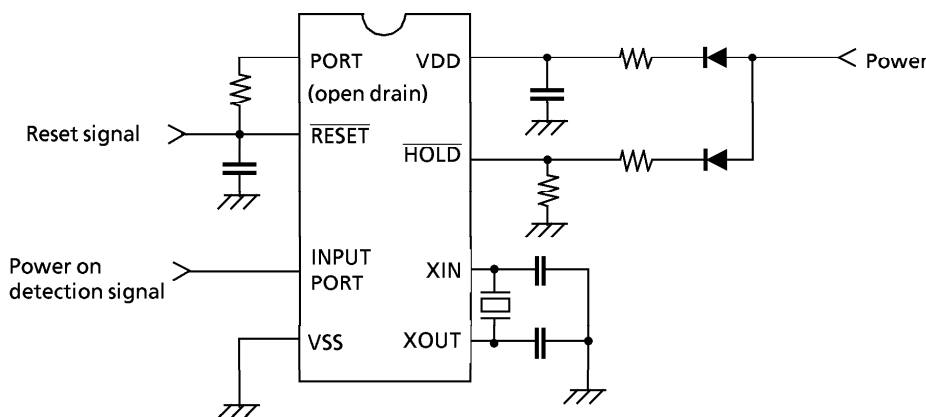 PORT
(open drain)
VDD
Power
Reset signal
RESET
HOLD
Power on
detection signal
INPUT
PORT
XIN
VSS
XOUT